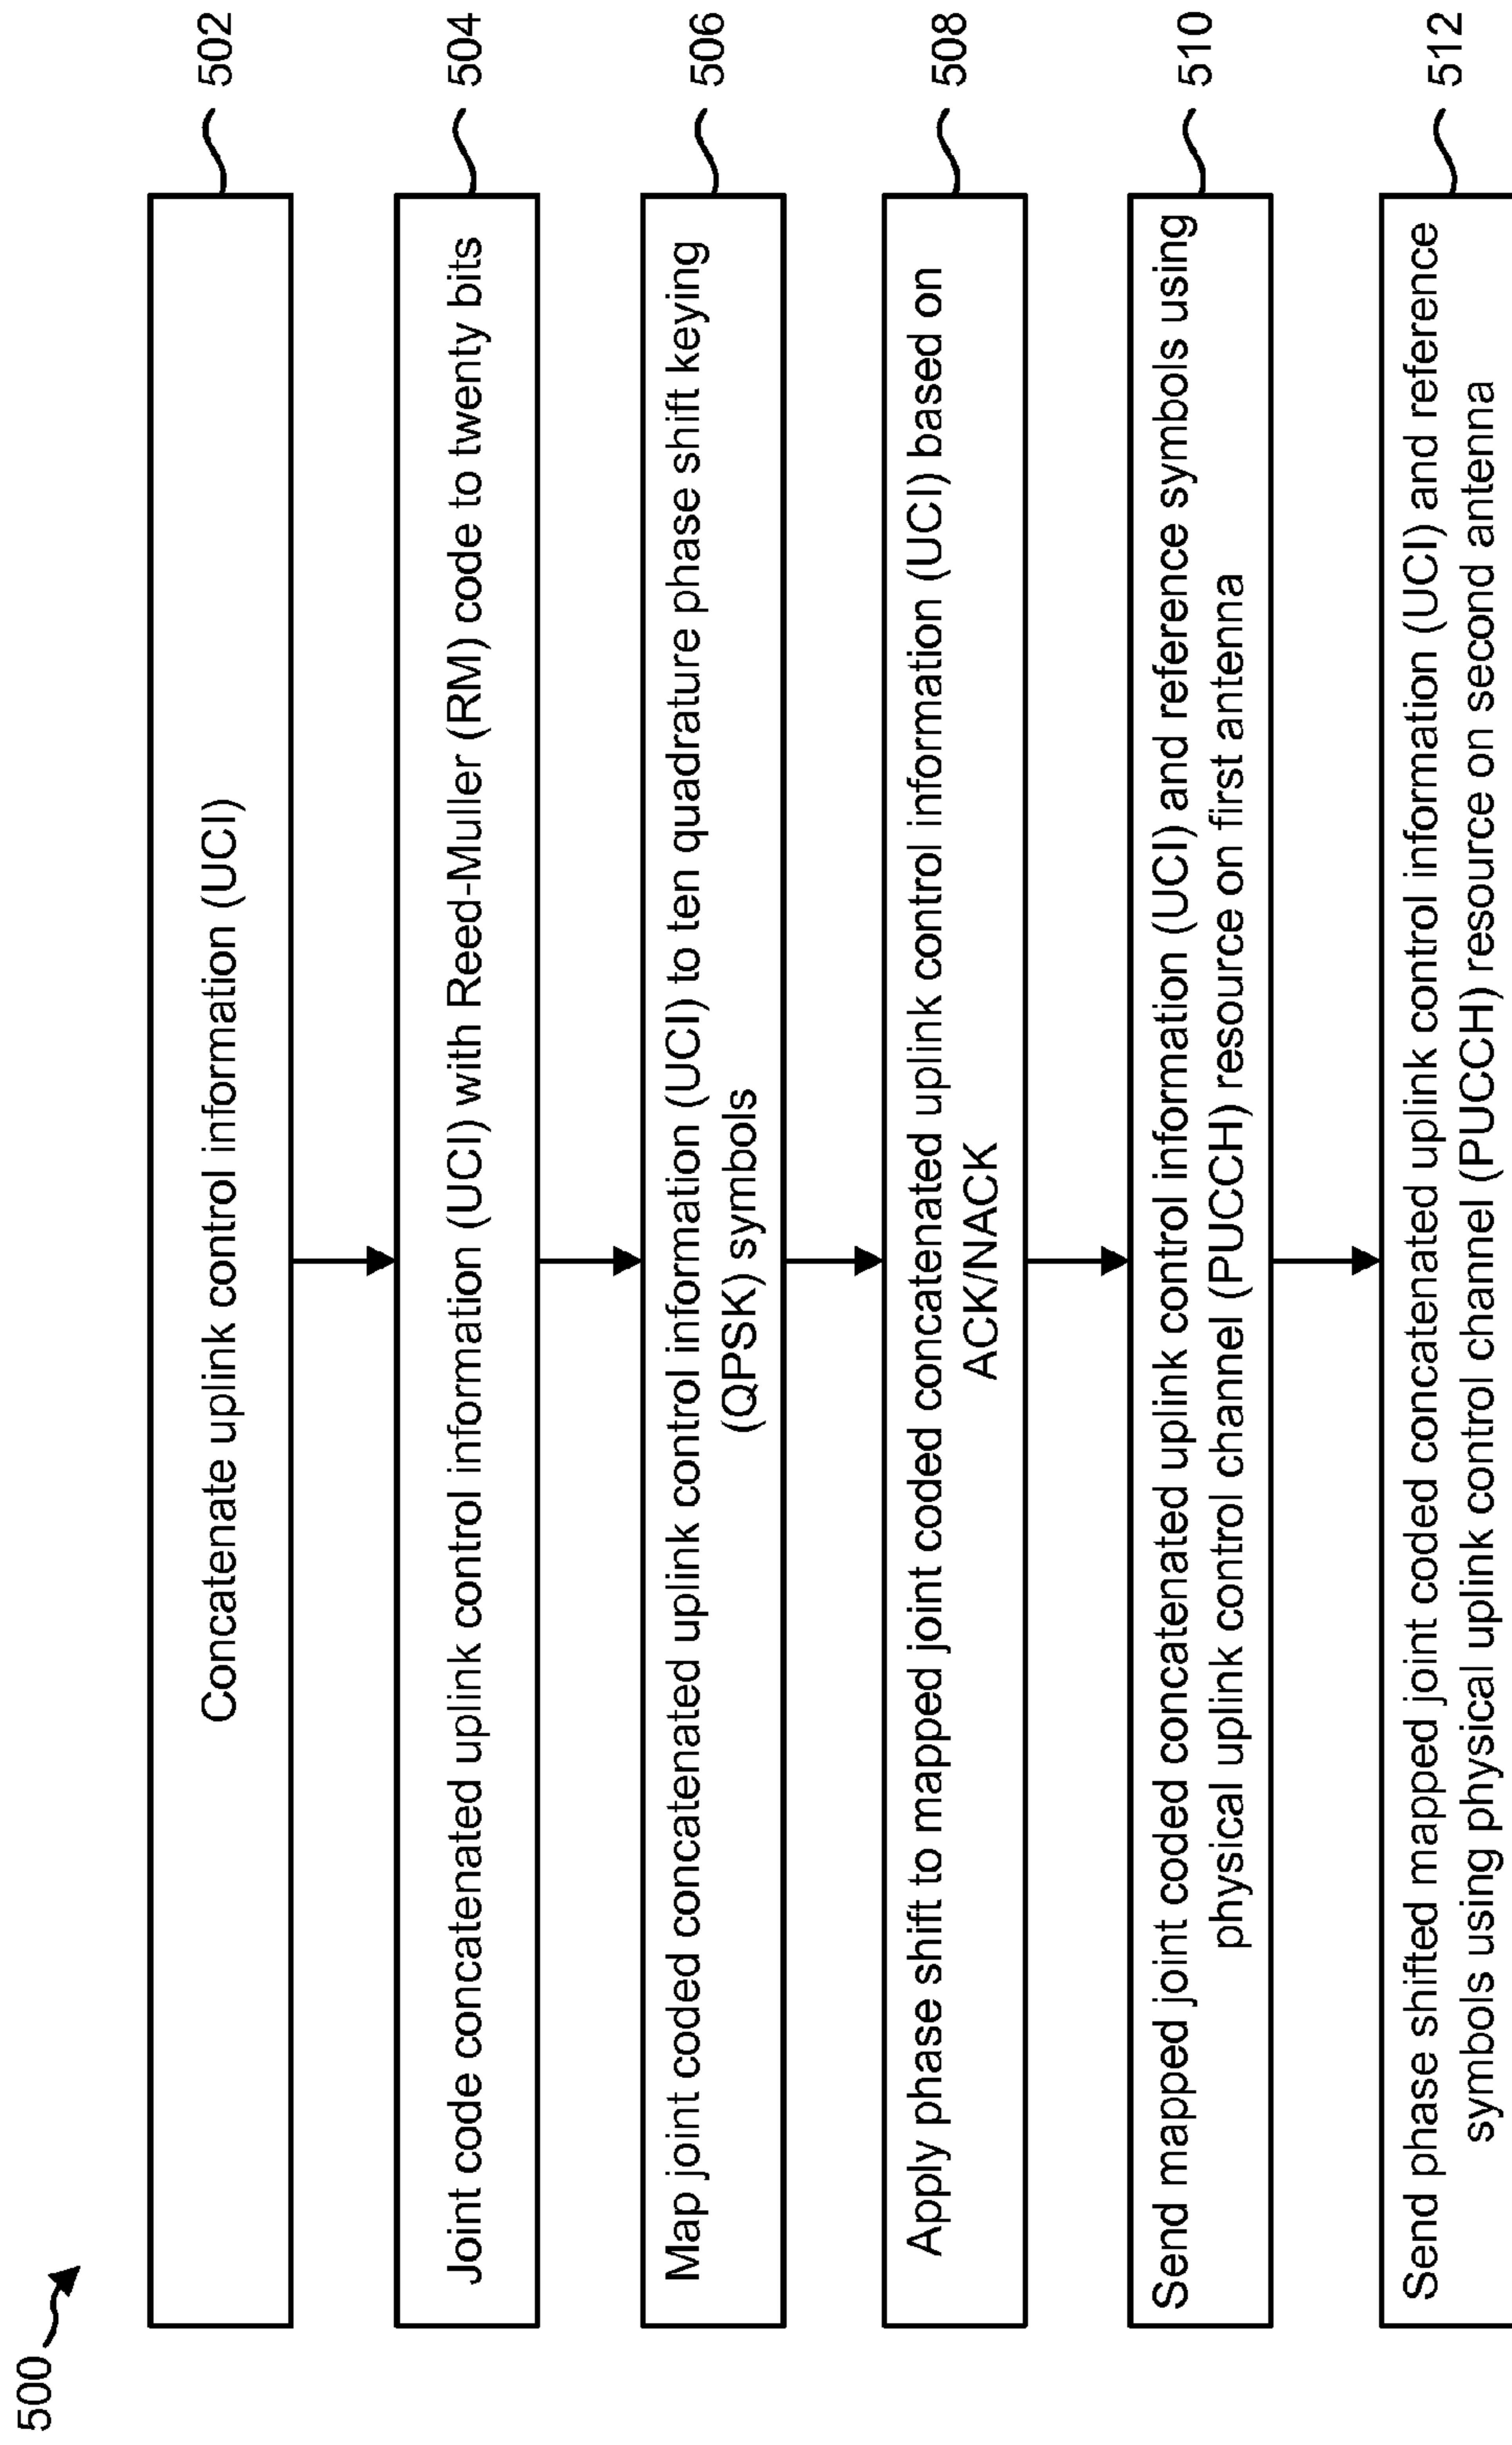 500
Concatenate uplink control information (UCI)
502
Joint code concatenated uplink control information (UCI) with Reed-Muller (RM) code to twenty bits
504
Map joint coded concatenated uplink control information (UCI) to ten quadrature phase shift keying
(QPSK) symbols
506
Apply phase shift to mapped joint coded concatenated uplink control information (UCI) based on
ACK/NACK
508
Send mapped joint coded concatenated uplink control information (UCI) and reference symbols using
physical uplink control channel (PUCCH) resource on first antenna
510
Send phase shifted mapped joint coded concatenated uplink control information (UCI) and reference
symbols using physical uplink control channel (PUCCH) resource on second antenna
512